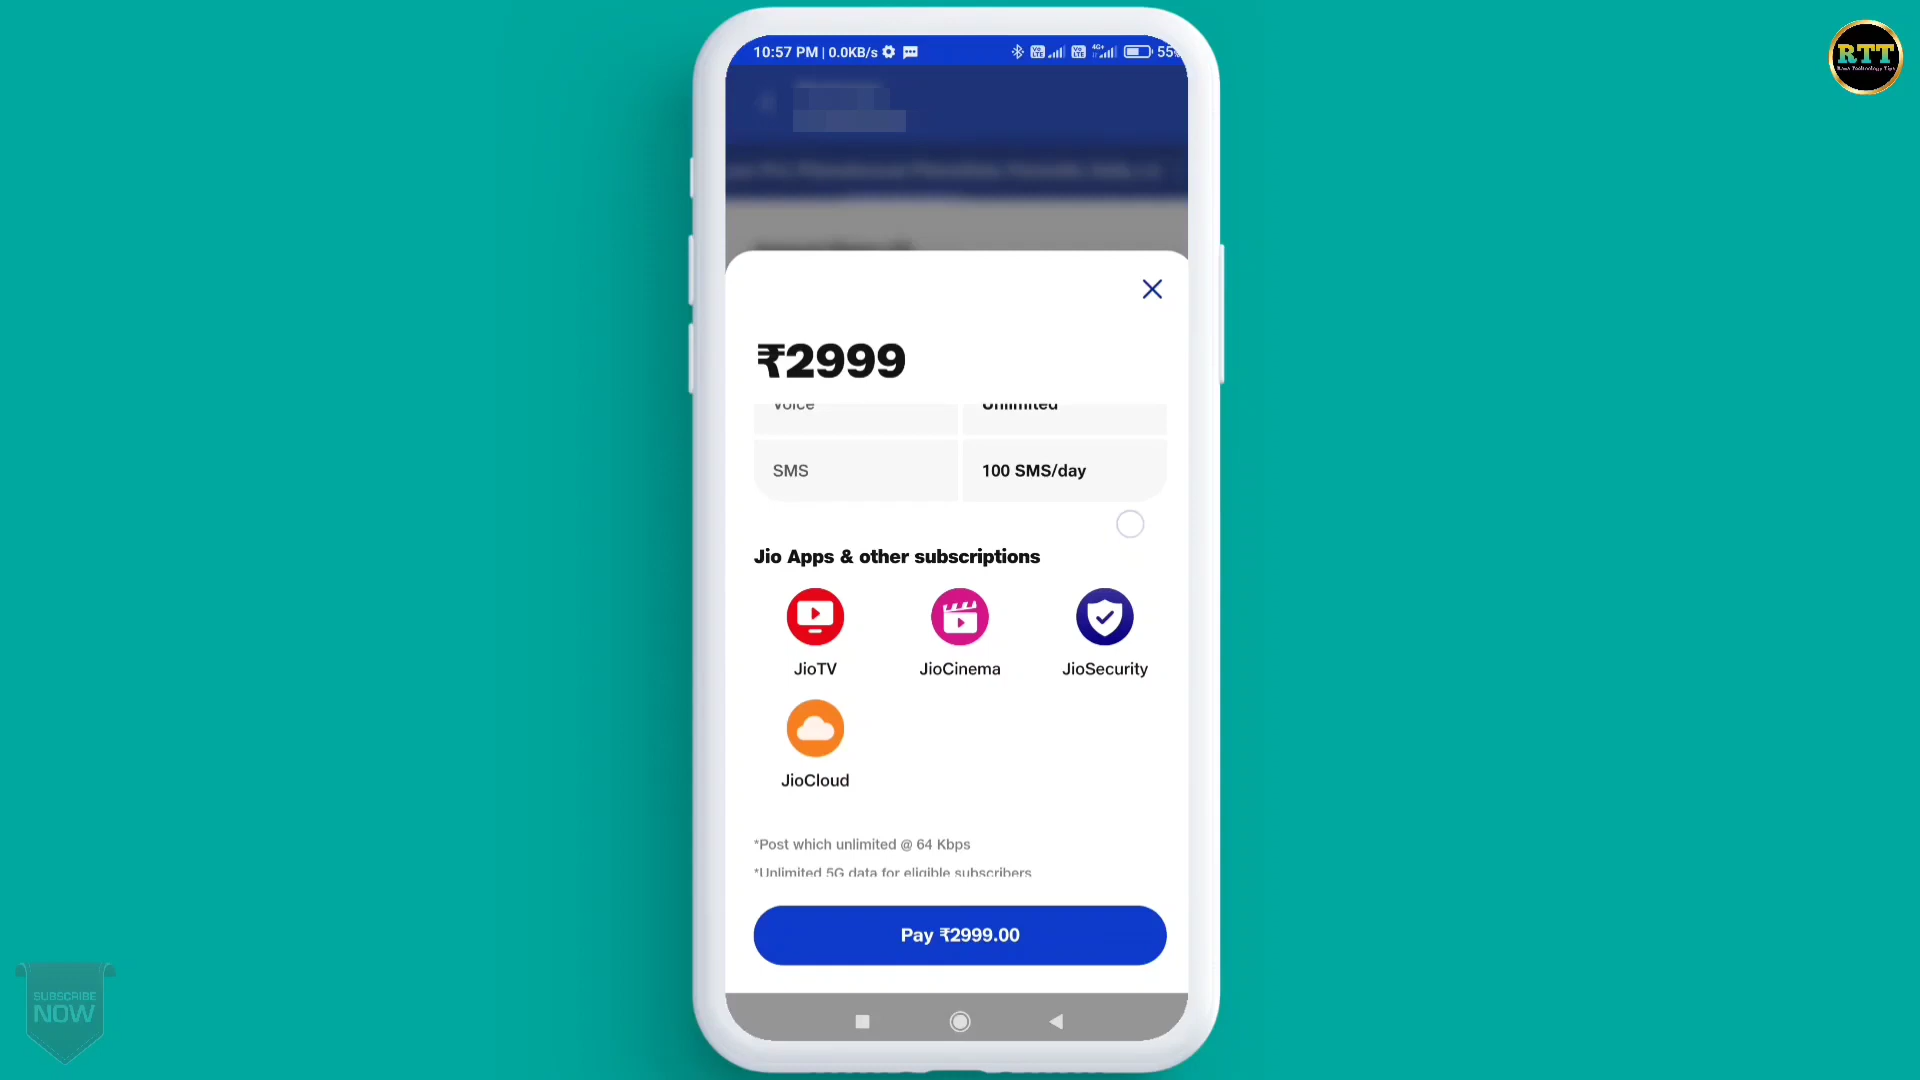 10:57 PM | 0.0KB/s
4G+
55%
RTT
₹2999
Voice
Unlimited
SMS
100 SMS/day
Jio Apps & other subscriptions
JioTV
JioCinema
JioSecurity
JioCloud
*Post which unlimited @ 64 Kbps
*Unlimited 5G data for eligible subscribers
Pay ₹2999.00
SUBSCRIBE
NOW